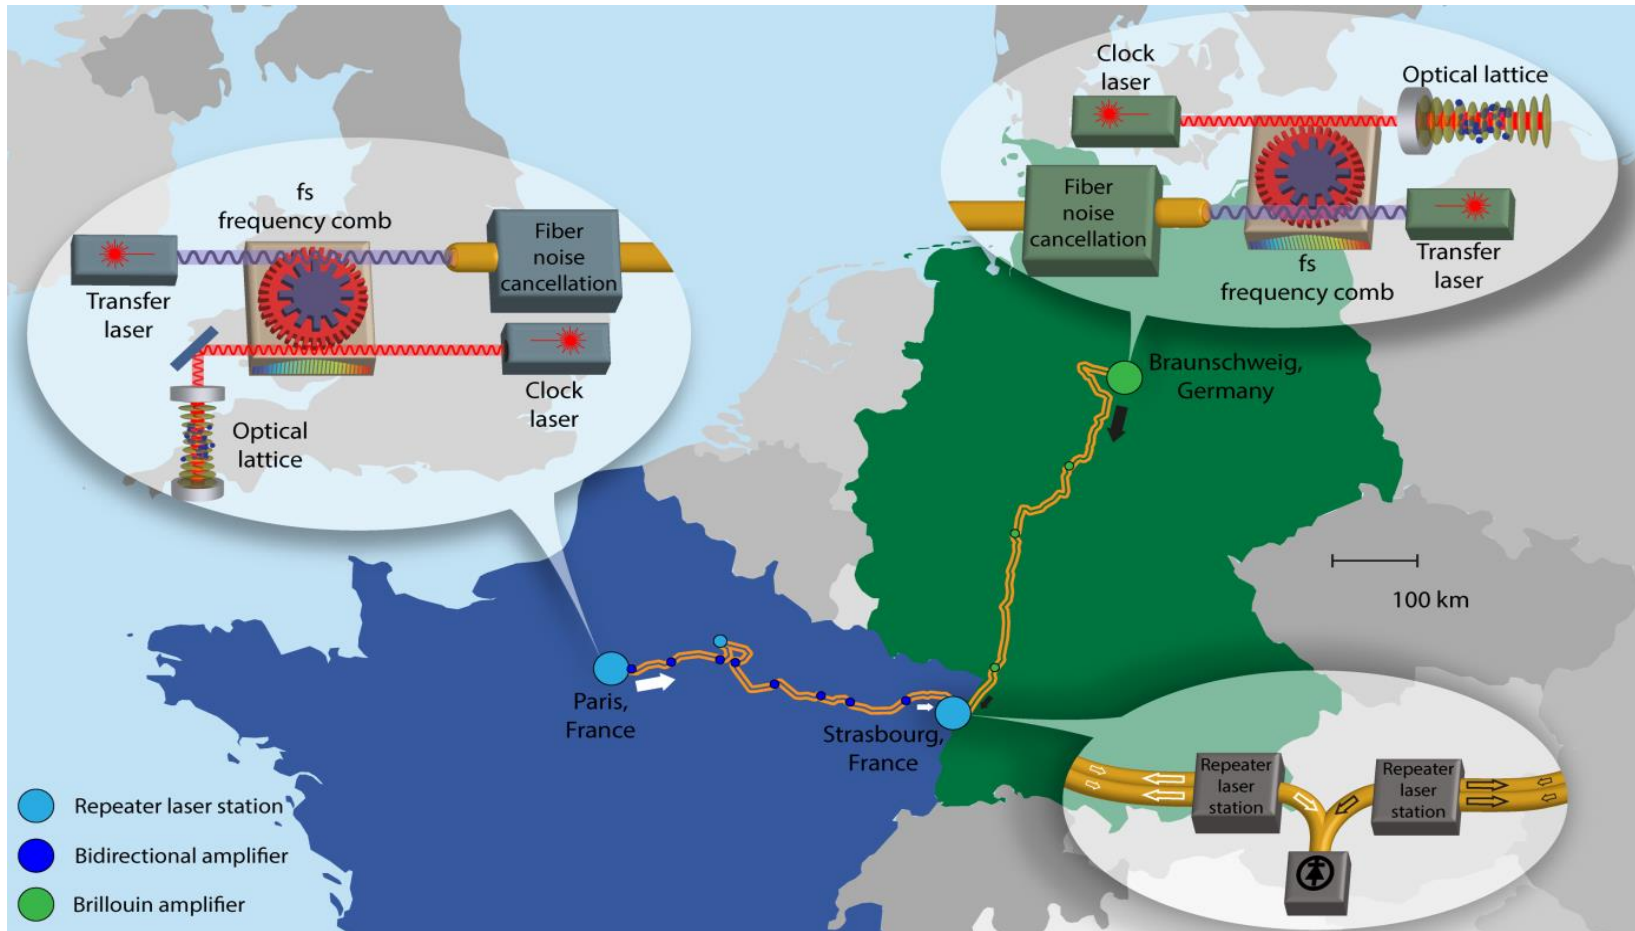 fs
frequency comb
Transfer
laser
Fiber
noise
cancellation
Clock
laser
Optical
lattice
Clock
laser
Optical lattice
Fiber
noise
cancellation
Transfer
laser
fs
frequency comb
Braunschweig,
Germany
100 km
Paris,
France
Strasbourg,
France
Repeater
laser
station
Repeater
laser
station
Repeater laser station
Bidirectional amplifier
Brillouin amplifier